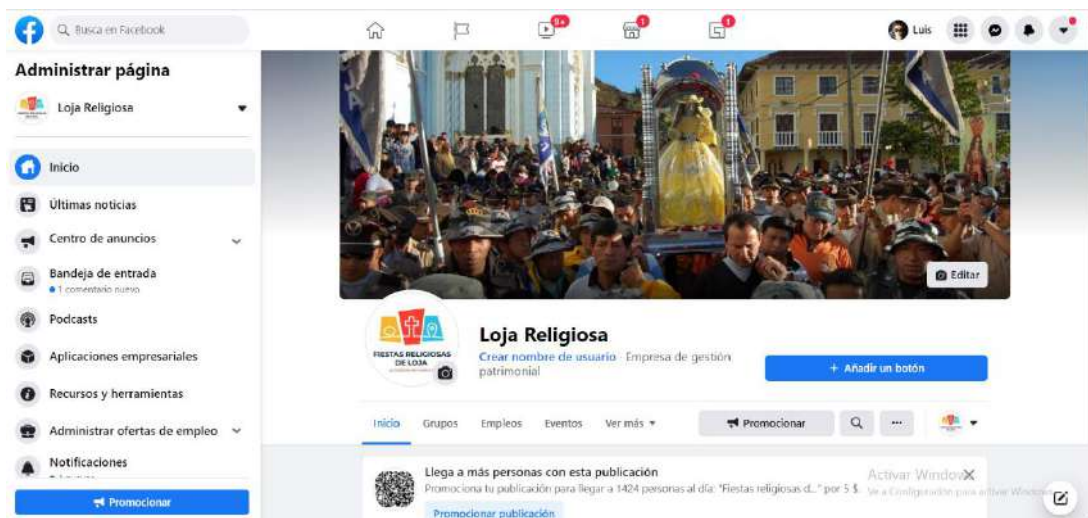 Busca en Facebook
9+
1
1
Luis
Administrar página
Loja Religiosa
Inicio
Últimas noticias
Centro de anuncios
Bandeja de entrada
1 comentario nuevo
Podcasts
Aplicaciones empresariales
Recursos y herramientas
Administrar ofertas de empleo
Notificaciones
Promocionar
Editar
FIESTAS RELIGIOSAS
DE LOJA
Loja Religiosa
Crear nombre de usuario · Empresa de gestión
patrimonial
+ Añadir un botón
Inicio Grupos Empleos Eventos Ver más
Promocionar
Llega a más personas con esta publicación
Promociona tu publicación para llegar a 1424 personas al día: "Fiestas religiosas d..." por 5 $.
Promocionar publicación
Activar Windows
Ve a Configuración para activar Windows